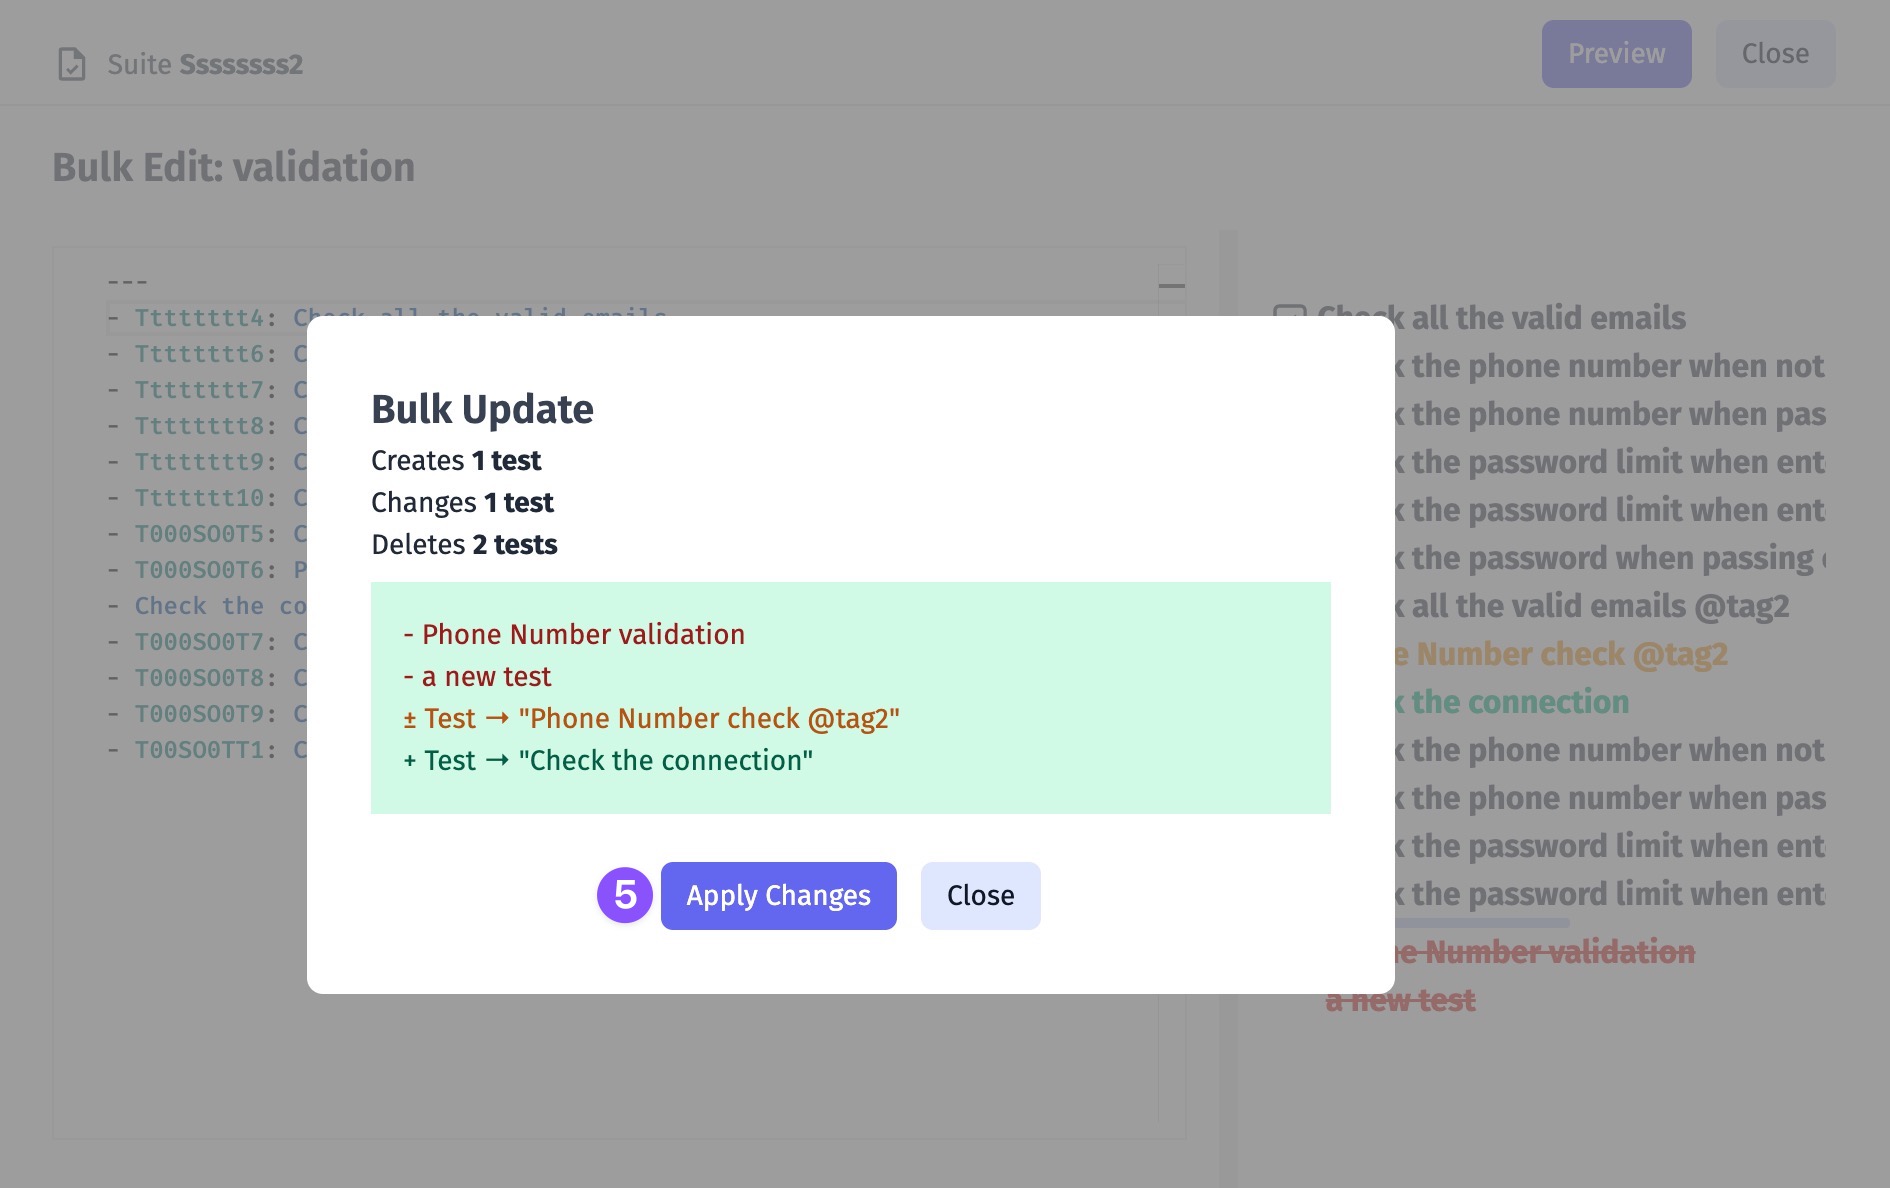 Suite Ssssssss2
Preview
Close
Bulk Edit: validation
---
- Tttttttt4: Check all the valid emails
- Tttttttt6: C
- Tttttttt7: C
- Tttttttt8: C
- Tttttttt9: C
- Ttttttt10: C
- T000SO0T5: C
- T000SO0T6: P
- Check the co
- T000SO0T7: C
- T000SO0T8: C
- T000SO0T9: C
- T00SO0TT1: C
Check all the valid emails
k the phone number when not
k the phone number when pas
k the password limit when ent
k the password limit when ent
k the password when passing
k all the valid emails @tag2
e Number check @tag2
k the connection
k the phone number when not
k the phone number when pas
k the password limit when ent
k the password limit when ent
ne Number validation
a new test
Bulk Update
Creates 1 test
Changes 1 test
Deletes 2 tests
- Phone Number validation
- a new test
± Test → "Phone Number check @tag2"
+ Test → "Check the connection"
5
Apply Changes
Close